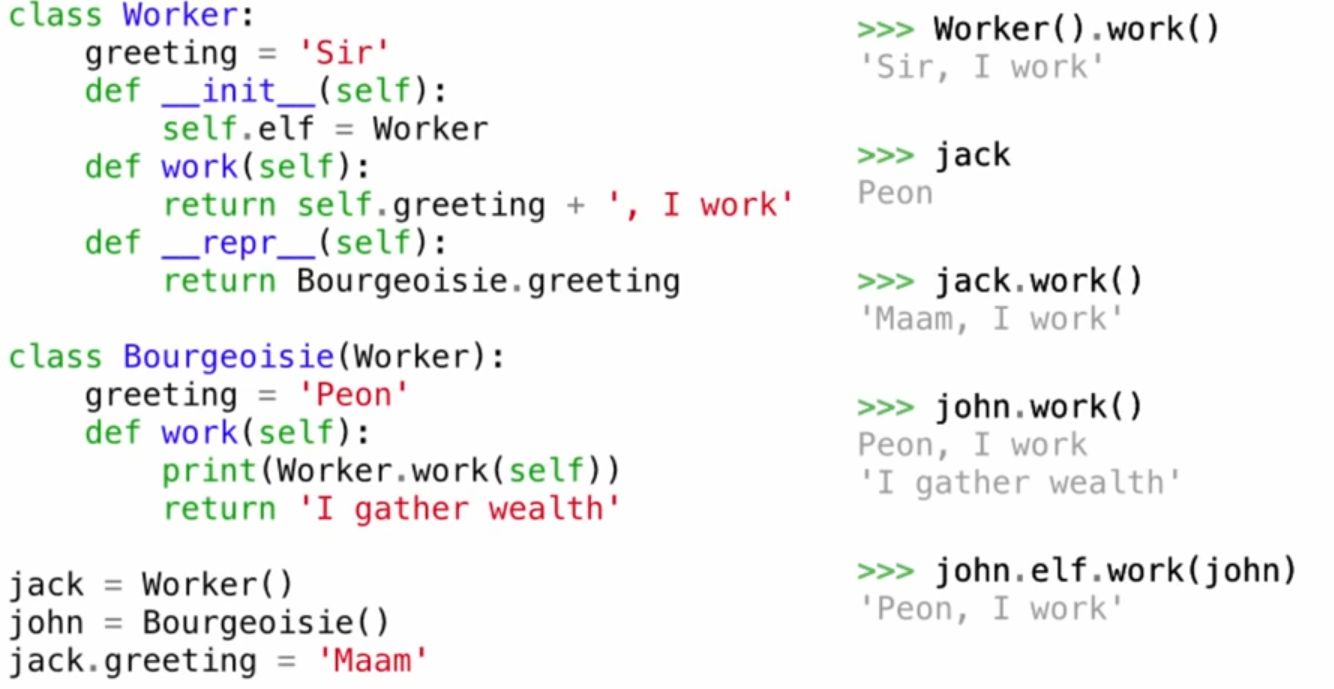 class Worker:
    greeting = 'Sir'
    def __init__(self):
        self.elf = Worker
    def work(self):
        return self.greeting + ', I work'
    def __repr__(self):
        return Bourgeoisie.greeting

class Bourgeoisie(Worker):
    greeting = 'Peon'
    def work(self):
        print(Worker.work(self))
        return 'I gather wealth'

jack = Worker()
john = Bourgeoisie()
jack.greeting = 'Maam'

>>> Worker().work()
'Sir, I work'

>>> jack
Peon

>>> jack.work()
'Maam, I work'

>>> john.work()
Peon, I work
'I gather wealth'

>>> john.elf.work(john)
'Peon, I work'